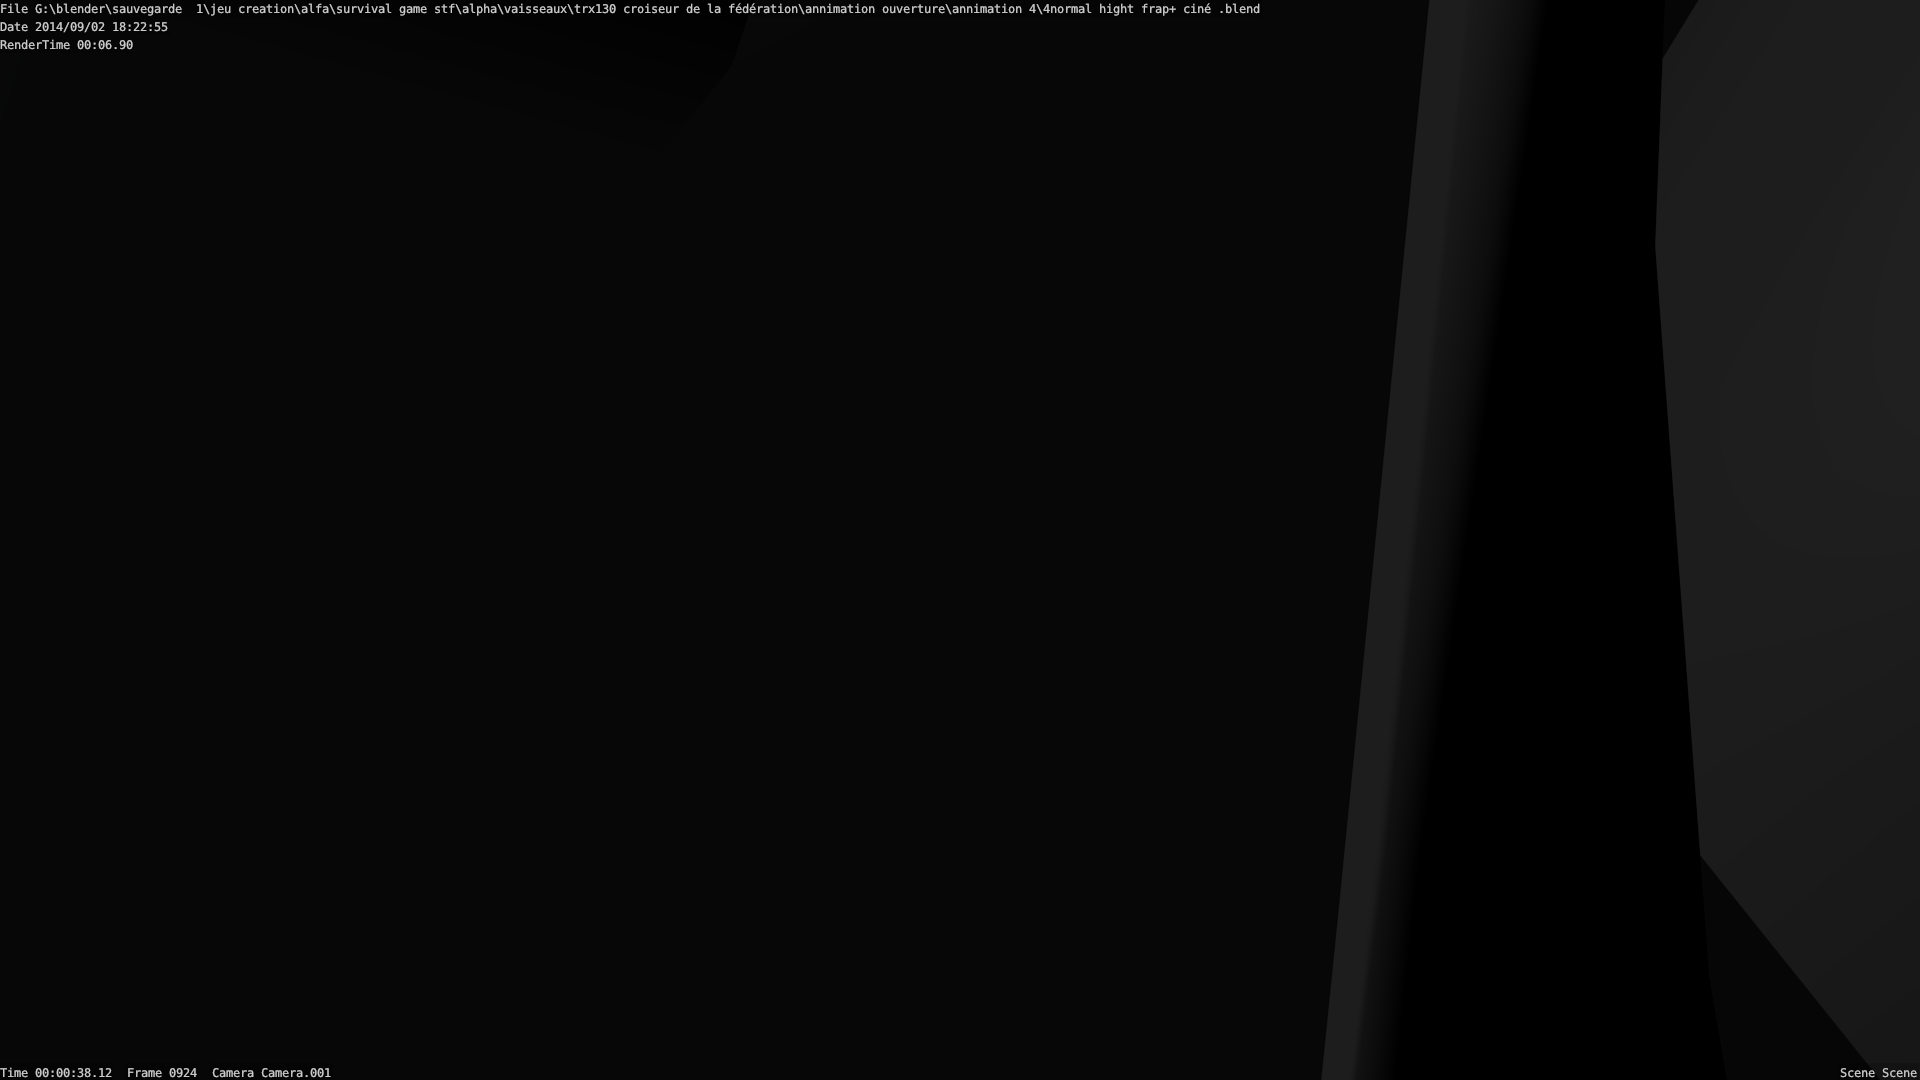 File G:\blender\sauvegarde  1\jeu creation\alfa\survival game stf\alpha\vaisseaux\trx130 croiseur de la fédération\annimation ouverture\annimation 4\4normal hight frap+ ciné .blend
Date 2014/09/02 18:22:55
RenderTime 00:06.90
Time 00:00:38.12  Frame 0924  Camera Camera.001
Scene Scene